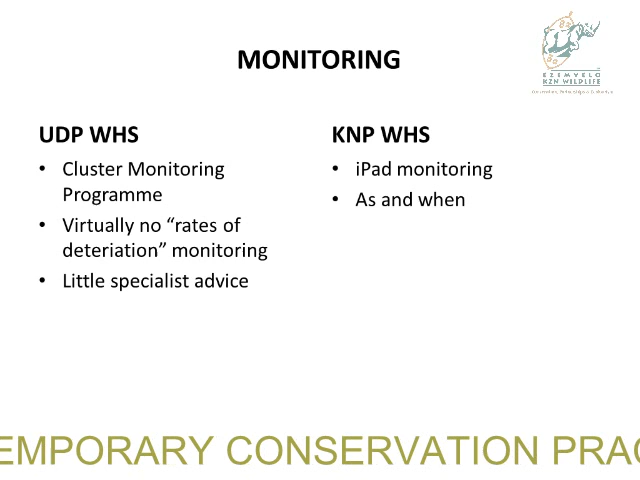 MONITORING
EZEMVELO
KZN WILDLIFE
UDP WHS
• Cluster Monitoring
Programme
• Virtually no “rates of
deteriation” monitoring
• Little specialist advice
KNP WHS
• iPad monitoring
• As and when
EMPORARY CONSERVATION PRAC